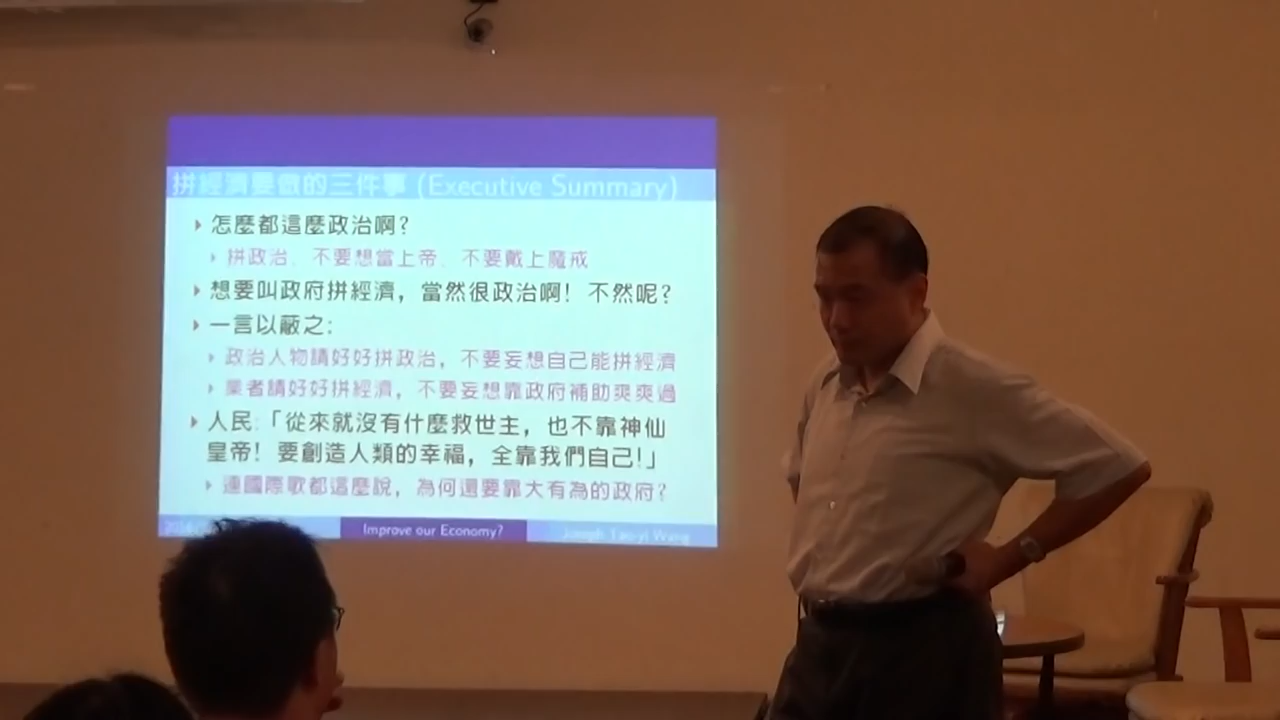 拼經濟要做的三件事 (Executive Summary)
怎麼都這麼政治啊?
拼政治、不要想當上帝、不要戴上魔戒
想要叫政府拼經濟，當然很政治啊! 不然呢?
一言以蔽之:
政治人物請好好拼政治，不要妄想自己能拼經濟
業者請好好拼經濟，不要妄想靠政府補助爽爽過
人民:「從來就沒有什麼救世主，也不靠神仙
皇帝! 要創造人類的幸福，全靠我們自己!」
連國際歌都這麼說，為何還要靠大有為的政府?
Improve our Economy?
Joseph Tao-yi Wang